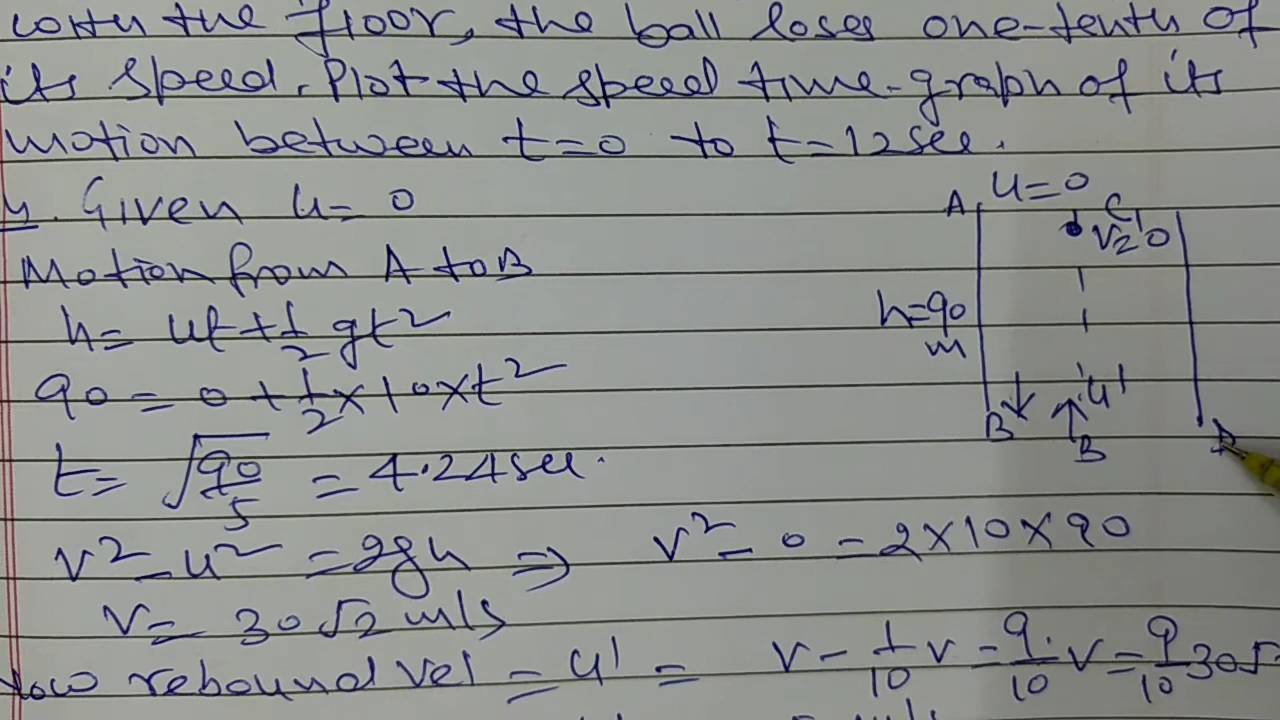 with the floor, the ball loses one-tenth of
its speed. Plot the speed time-graph of its
motion between t=0 to t=12 sec.
Given u= 0
Motion from A to B
h= ut+1/2 gt²
90 = 0+1/2×10×t²
t= √90/5 = 4.24 sec.
v²-u² =2gh ⇒ v²-0 =2×10×90
v= 30√2 m/s
Now rebound vel = u' = v-1/10 v=9/10 v=9/10 30√
A u=0 C
v=0
h=90
m
u'
B B